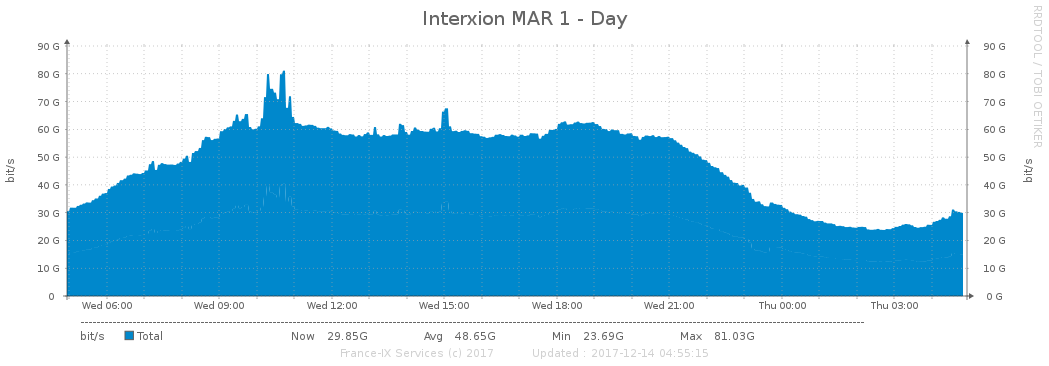 Interxion MAR 1 - Day
RRDTOOL / TOBI OETIKER
bit/s
90 G 90 G
80 G 80 G
70 G 70 G
60 G 60 G
50 G 50 G
40 G 40 G
30 G 30 G
20 G 20 G
10 G 10 G
0 0 G
bit/s
Wed 06:00 Wed 09:00 Wed 12:00 Wed 15:00 Wed 18:00 Wed 21:00 Thu 00:00 Thu 03:00
bit/s Total Now 29.85G Avg 48.65G Min 23.69G Max 81.03G
France-IX Services (c) 2017 Updated : 2017-12-14 04:55:15